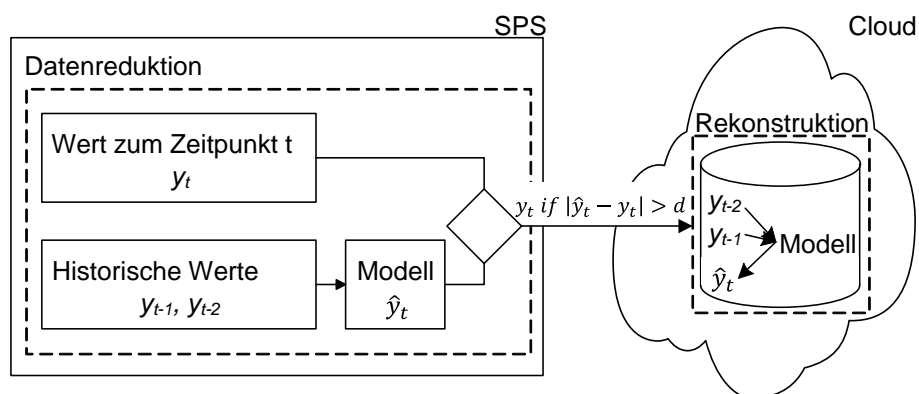 SPS
Cloud
Datenreduktion
Wert zum Zeitpunkt t
yt
Historische Werte
yt-1, yt-2
Modell
ŷt
yt if |ŷt − yt| > d
Rekonstruktion
yt-2
yt-1
Modell
ŷt